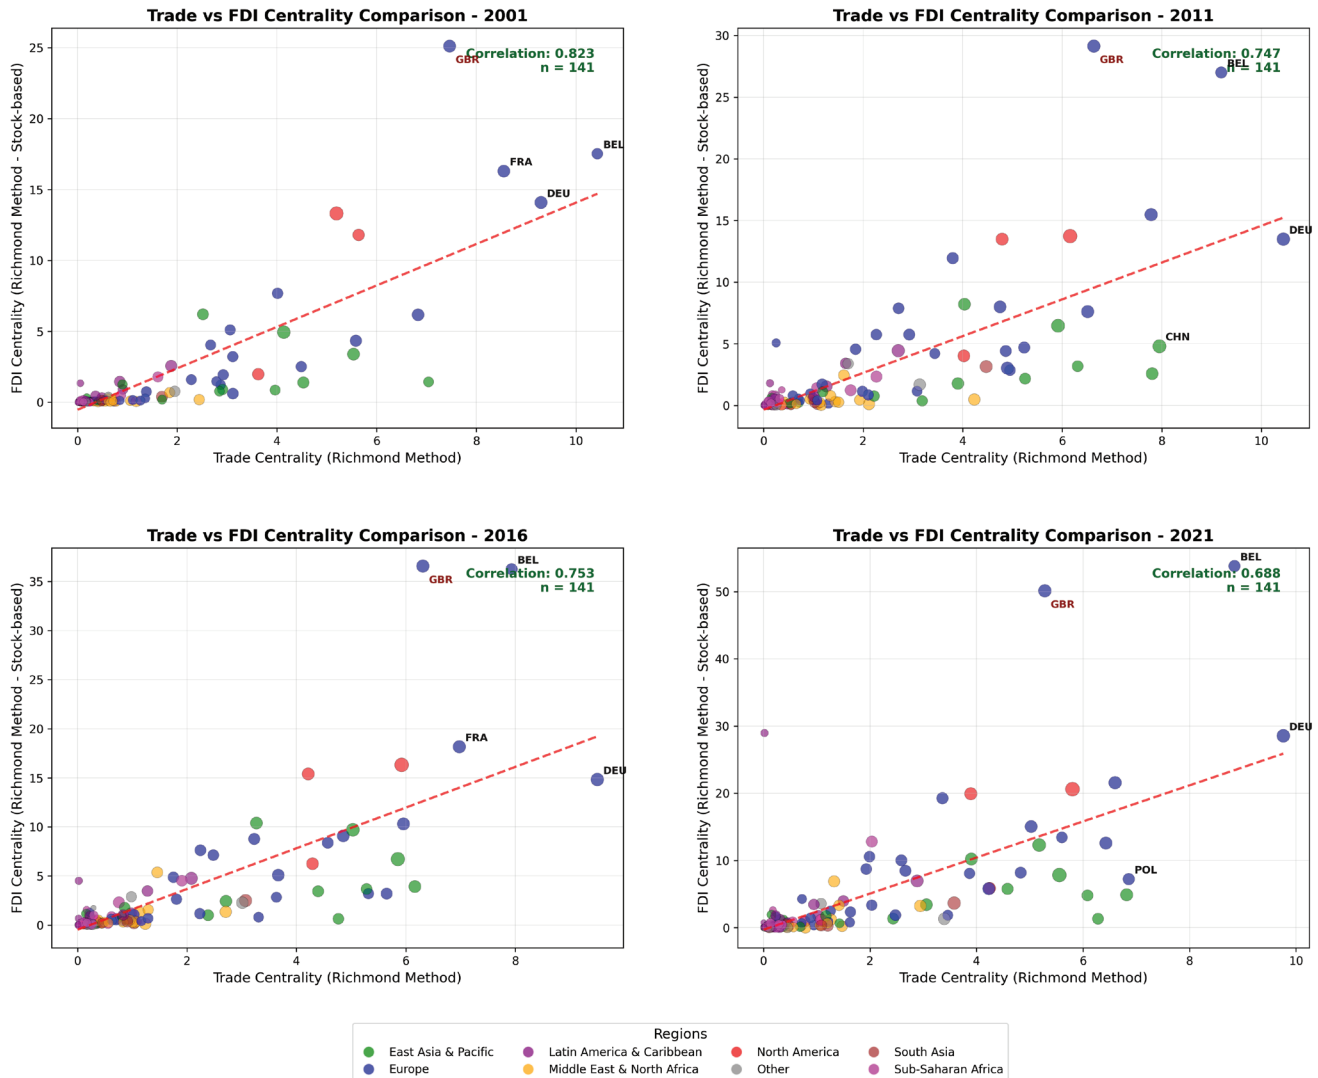 Trade vs FDI Centrality Comparison - 2001
FDI Centrality (Richmond Method - Stock-based)
25
20
15
10
5
0
Correlation: 0.823
n = 141
GBR
BEL
FRA
DEU
0 2 4 6 8 10
Trade Centrality (Richmond Method)
Trade vs FDI Centrality Comparison - 2011
FDI Centrality (Richmond Method - Stock-based)
30
25
20
15
10
5
0
Correlation: 0.747
n = 141
GBR
BEL
DEU
CHN
0 2 4 6 8 10
Trade Centrality (Richmond Method)
Trade vs FDI Centrality Comparison - 2016
FDI Centrality (Richmond Method - Stock-based)
35
30
25
20
15
10
5
0
BEL
Correlation: 0.753
GBR
n = 141
FRA
DEU
0 2 4 6 8
Trade Centrality (Richmond Method)
Trade vs FDI Centrality Comparison - 2021
FDI Centrality (Richmond Method - Stock-based)
50
40
30
20
10
0
BEL
Correlation: 0.688
n = 141
GBR
DEU
POL
0 2 4 6 8 10
Trade Centrality (Richmond Method)
Regions
East Asia & Pacific
Europe
Latin America & Caribbean
Middle East & North Africa
North America
Other
South Asia
Sub-Saharan Africa